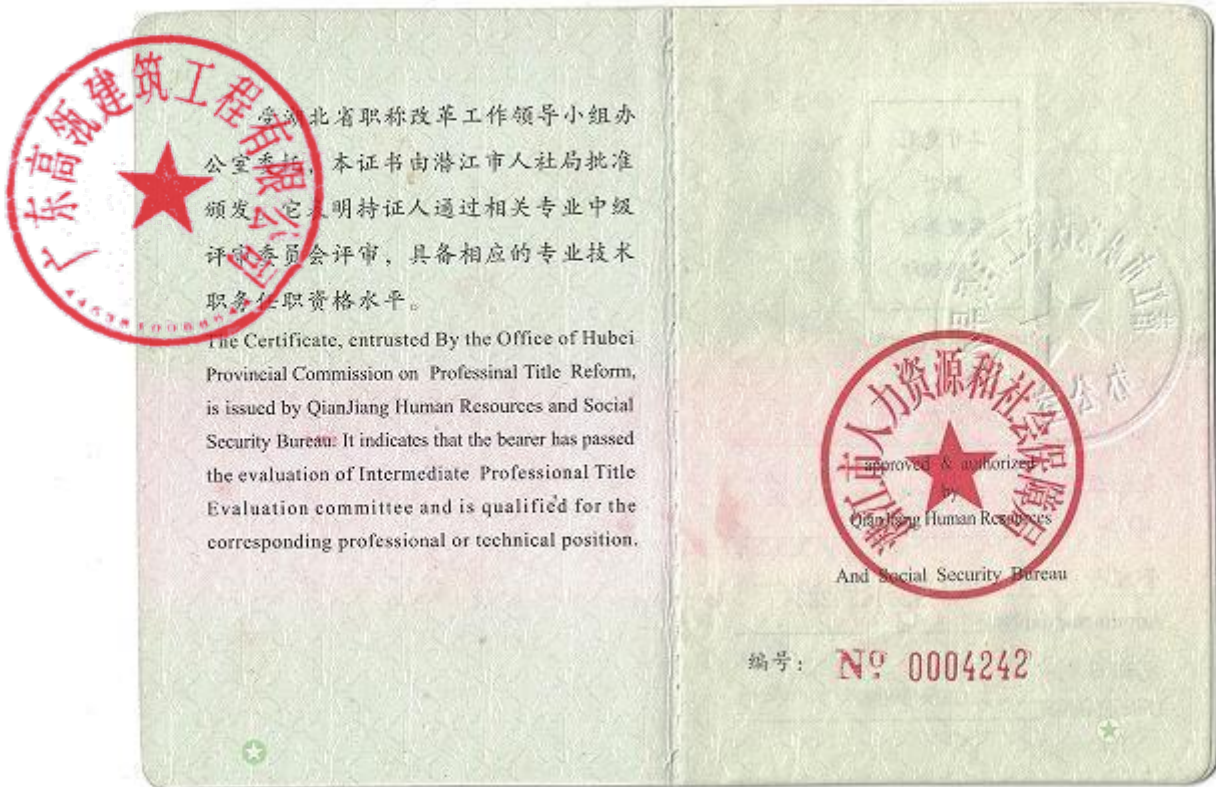 广东高瓴建筑工程有限公司
受湖北省职称改革工作领导小组办
公室委托，本证书由潜江市人社局批准
颁发，它表明持证人通过相关专业中级
评审委员会评审，具备相应的专业技术
职务任职资格水平。
The Certificate, entrusted By the Office of Hubei
Provincial Commission on Professinal Title Reform,
is issued by QianJiang Human Resources and Social
Security Bureau. It indicates that the bearer has passed
the evaluation of Intermediate Professional Title
Evaluation committee and is qualified for the
corresponding professional or technical position.
潜江市人力资源和社会保障局
approved & authorized
by
QianJiang Human Resources
And Social Security Bureau
编号： Nº 0004242